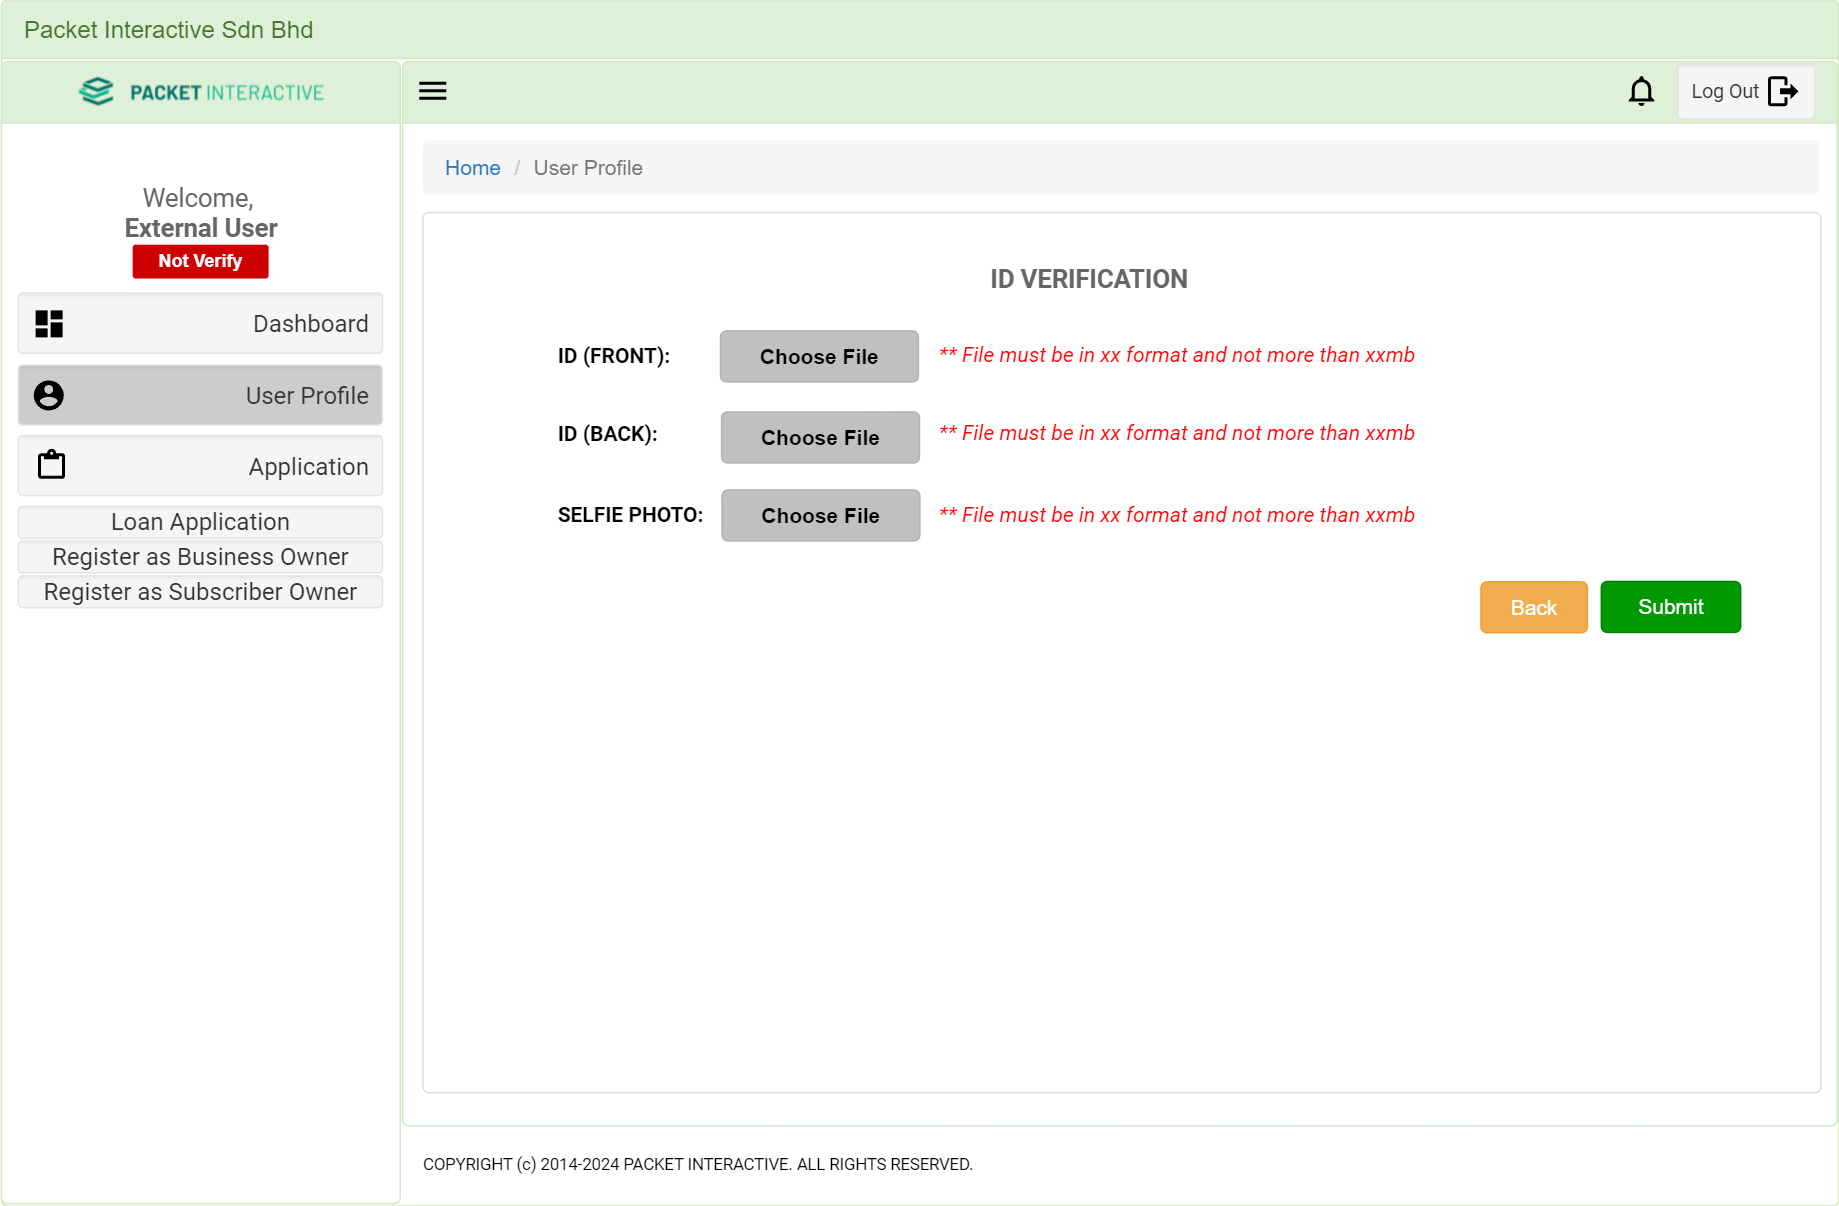 Packet Interactive Sdn Bhd
PACKET INTERACTIVE
Log Out
Welcome,
External User
Not Verify
Dashboard
User Profile
Application
Loan Application
Register as Business Owner
Register as Subscriber Owner
Home / User Profile
ID VERIFICATION
ID (FRONT): Choose File ** File must be in xx format and not more than xxmb
ID (BACK): Choose File ** File must be in xx format and not more than xxmb
SELFIE PHOTO: Choose File ** File must be in xx format and not more than xxmb
Back Submit
COPYRIGHT (c) 2014-2024 PACKET INTERACTIVE. ALL RIGHTS RESERVED.